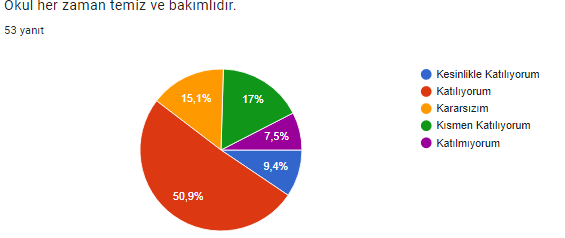 Okul her zaman temiz ve bakımlıdır.
53 yanıt
Kesinlikle Katılıyorum
Katılıyorum
Kararsızım
Kısmen Katılıyorum
Katılmıyorum
15,1%
17%
7,5%
9,4%
50,9%